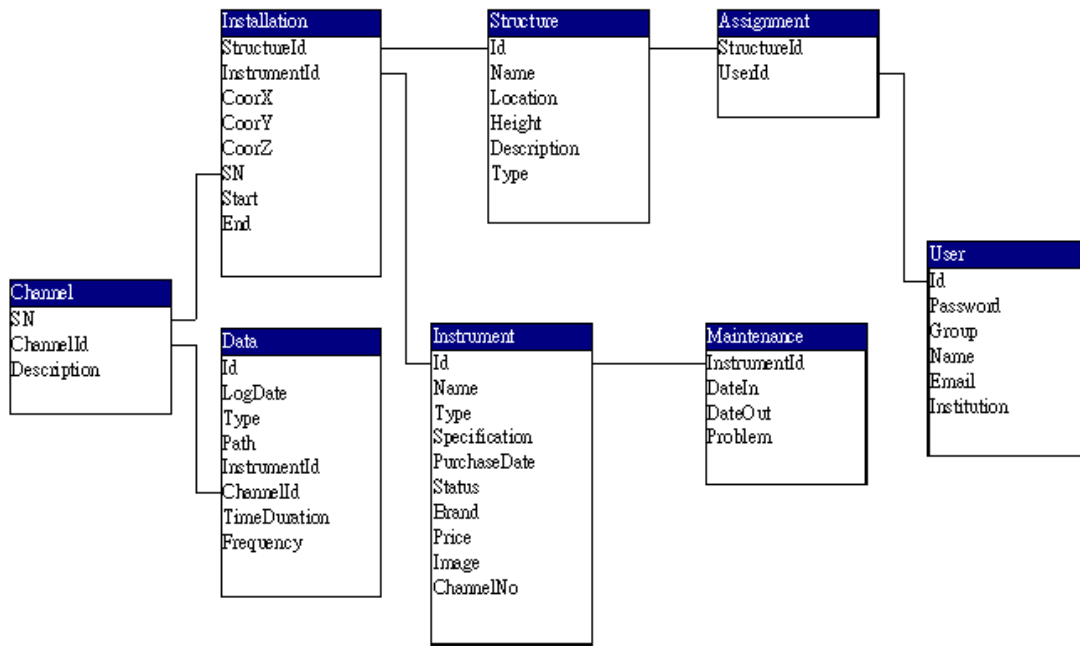 Installation
StructureId
InstrumentId
CoorX
CoorY
CoorZ
SN
Start
End
Structure
Id
Name
Location
Height
Description
Type
Assignment
StructureId
UserId
User
Id
Password
Group
Name
Email
Institution
Channel
SN
ChannelId
Description
Data
Id
LogDate
Type
Path
InstrumentId
ChannelId
TimeDuration
Frequency
Instrument
Id
Name
Type
Specification
PurchaseDate
Status
Brand
Price
Image
ChannelNo
Maintenance
InstrumentId
DateIn
DateOut
Problem